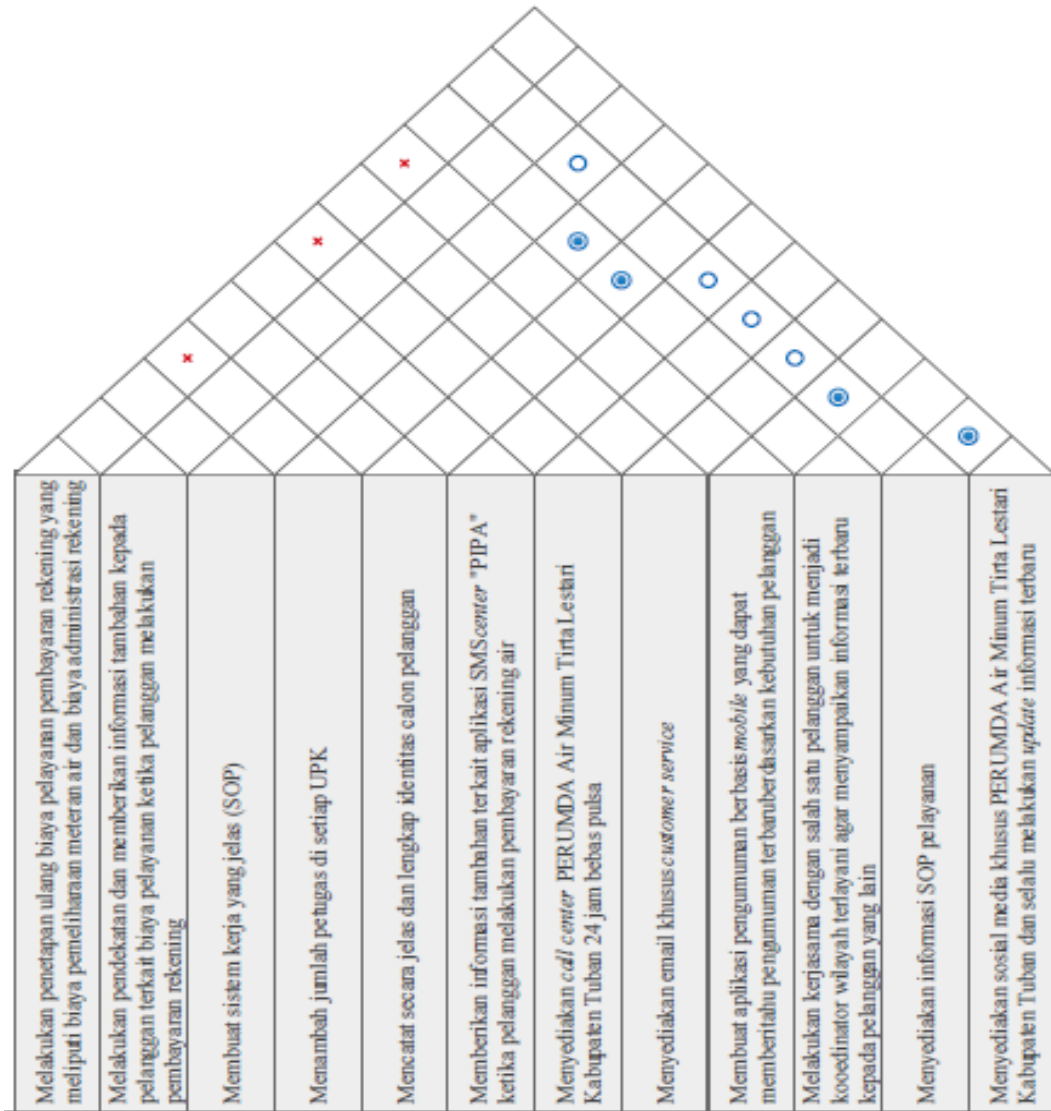 Melakukan penetapan ulang biaya pelayanan pembayaran rekening yang
meliputi biaya pemeliharaan meteran air dan biaya administrasi rekening
Melakukan pendekatan dan memberikan informasi tambahan kepada
pelanggan terkait biaya pelayanan ketika pelanggan melakukan
pembayaran rekening
Membuat sistem kerja yang jelas (SOP)
Menambah jumlah petugas di setiap UPK
Mencatat secara jelas dan lengkap identitas calon pelanggan
Memberikan informasi tambahan terkait aplikasi SMS center "PIPA"
ketika pelanggan melakukan pembayaran rekening air
Menyediakan call center PERUMDA Air Minum Tirta Lestari
Kabupaten Tuban 24 jam bebas pulsa
Menyediakan email khusus customer service
Membuat aplikasi pengumuman berbasis mobile yang dapat
memberitahu pengumuman terbaru berdasarkan kebutuhan pelanggan
Melakukan kerjasama dengan salah satu pelanggan untuk menjadi
kooedinator wilayah terlayani agar menyampaikan informasi terbaru
kepada pelanggan yang lain
Menyediakan informasi SOP pelayanan
Menyediakan sosial media khusus PERUMDA Air Minum Tirta Lestari
Kabupaten Tuban dan selalu melakukan update informasi terbaru